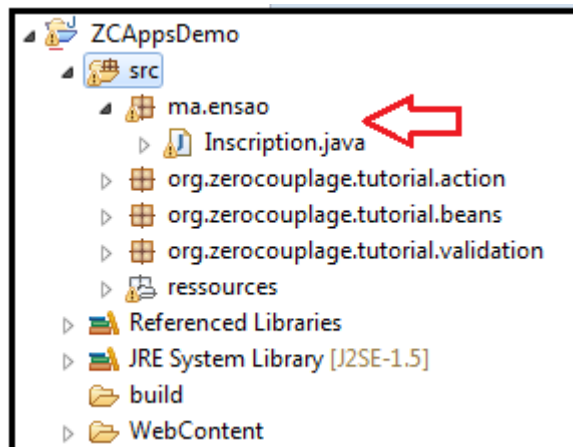 ZCAppsDemo
src
ma.ensao
Inscription.java
org.zerocouplage.tutorial.action
org.zerocouplage.tutorial.beans
org.zerocouplage.tutorial.validation
ressources
Referenced Libraries
JRE System Library [J2SE-1.5]
build
WebContent